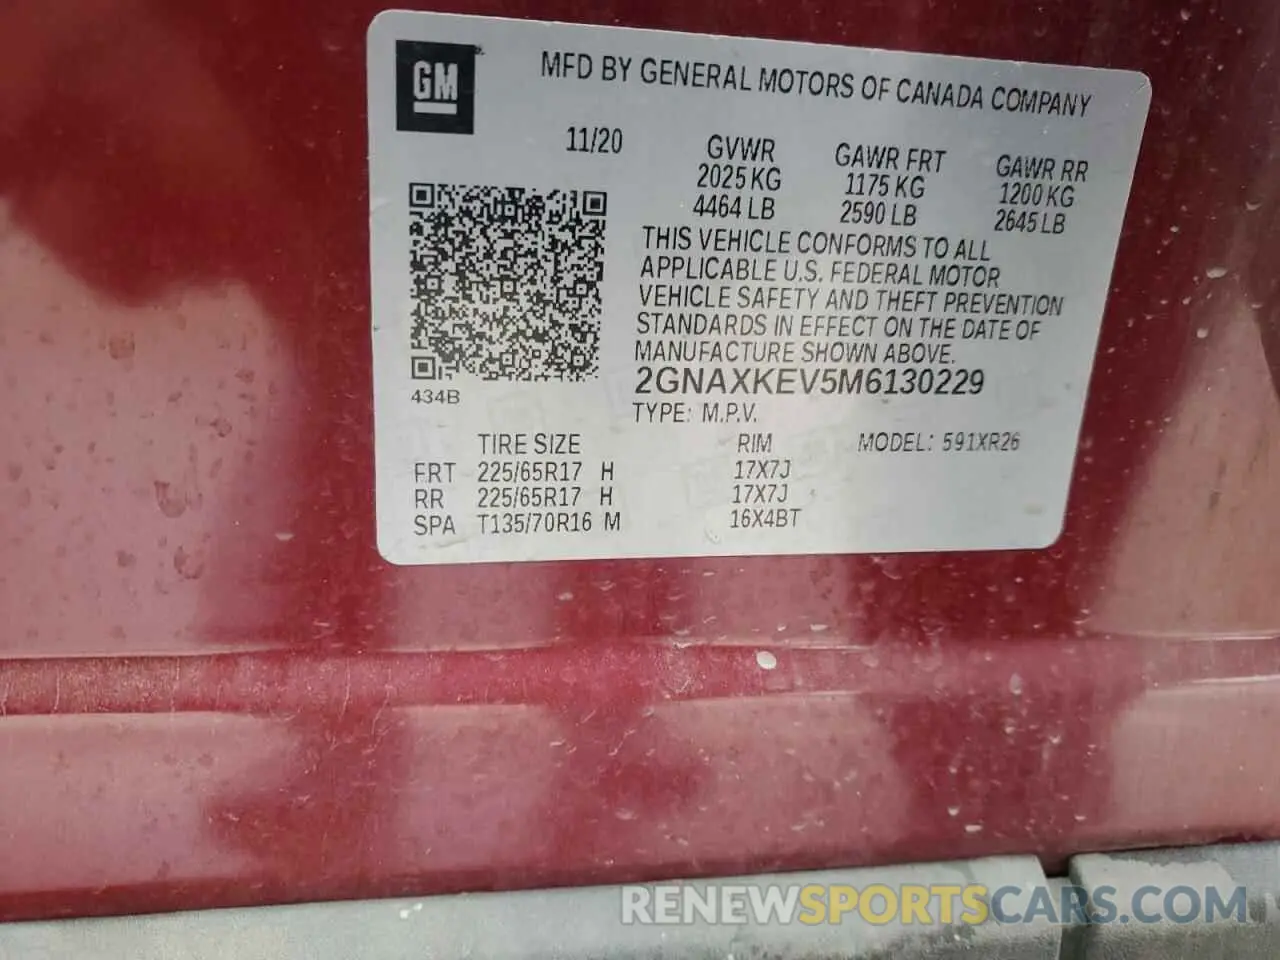 GM
MFD BY GENERAL MOTORS OF CANADA COMPANY
11/20
GVWR GAWR FRT GAWR RR
2025 KG 1175 KG 1200 KG
4464 LB 2590 LB 2645 LB
THIS VEHICLE CONFORMS TO ALL
APPLICABLE U.S. FEDERAL MOTOR
VEHICLE SAFETY AND THEFT PREVENTION
STANDARDS IN EFFECT ON THE DATE OF
MANUFACTURE SHOWN ABOVE.
2GNAXKEV5M6130229
434B
TYPE: M.P.V.
TIRE SIZE RIM MODEL: 591XR26
FRT 225/65R17 H 17X7J
RR 225/65R17 H 17X7J
SPA T135/70R16 M 16X4BT
RENEWSPORTSCARS.COM